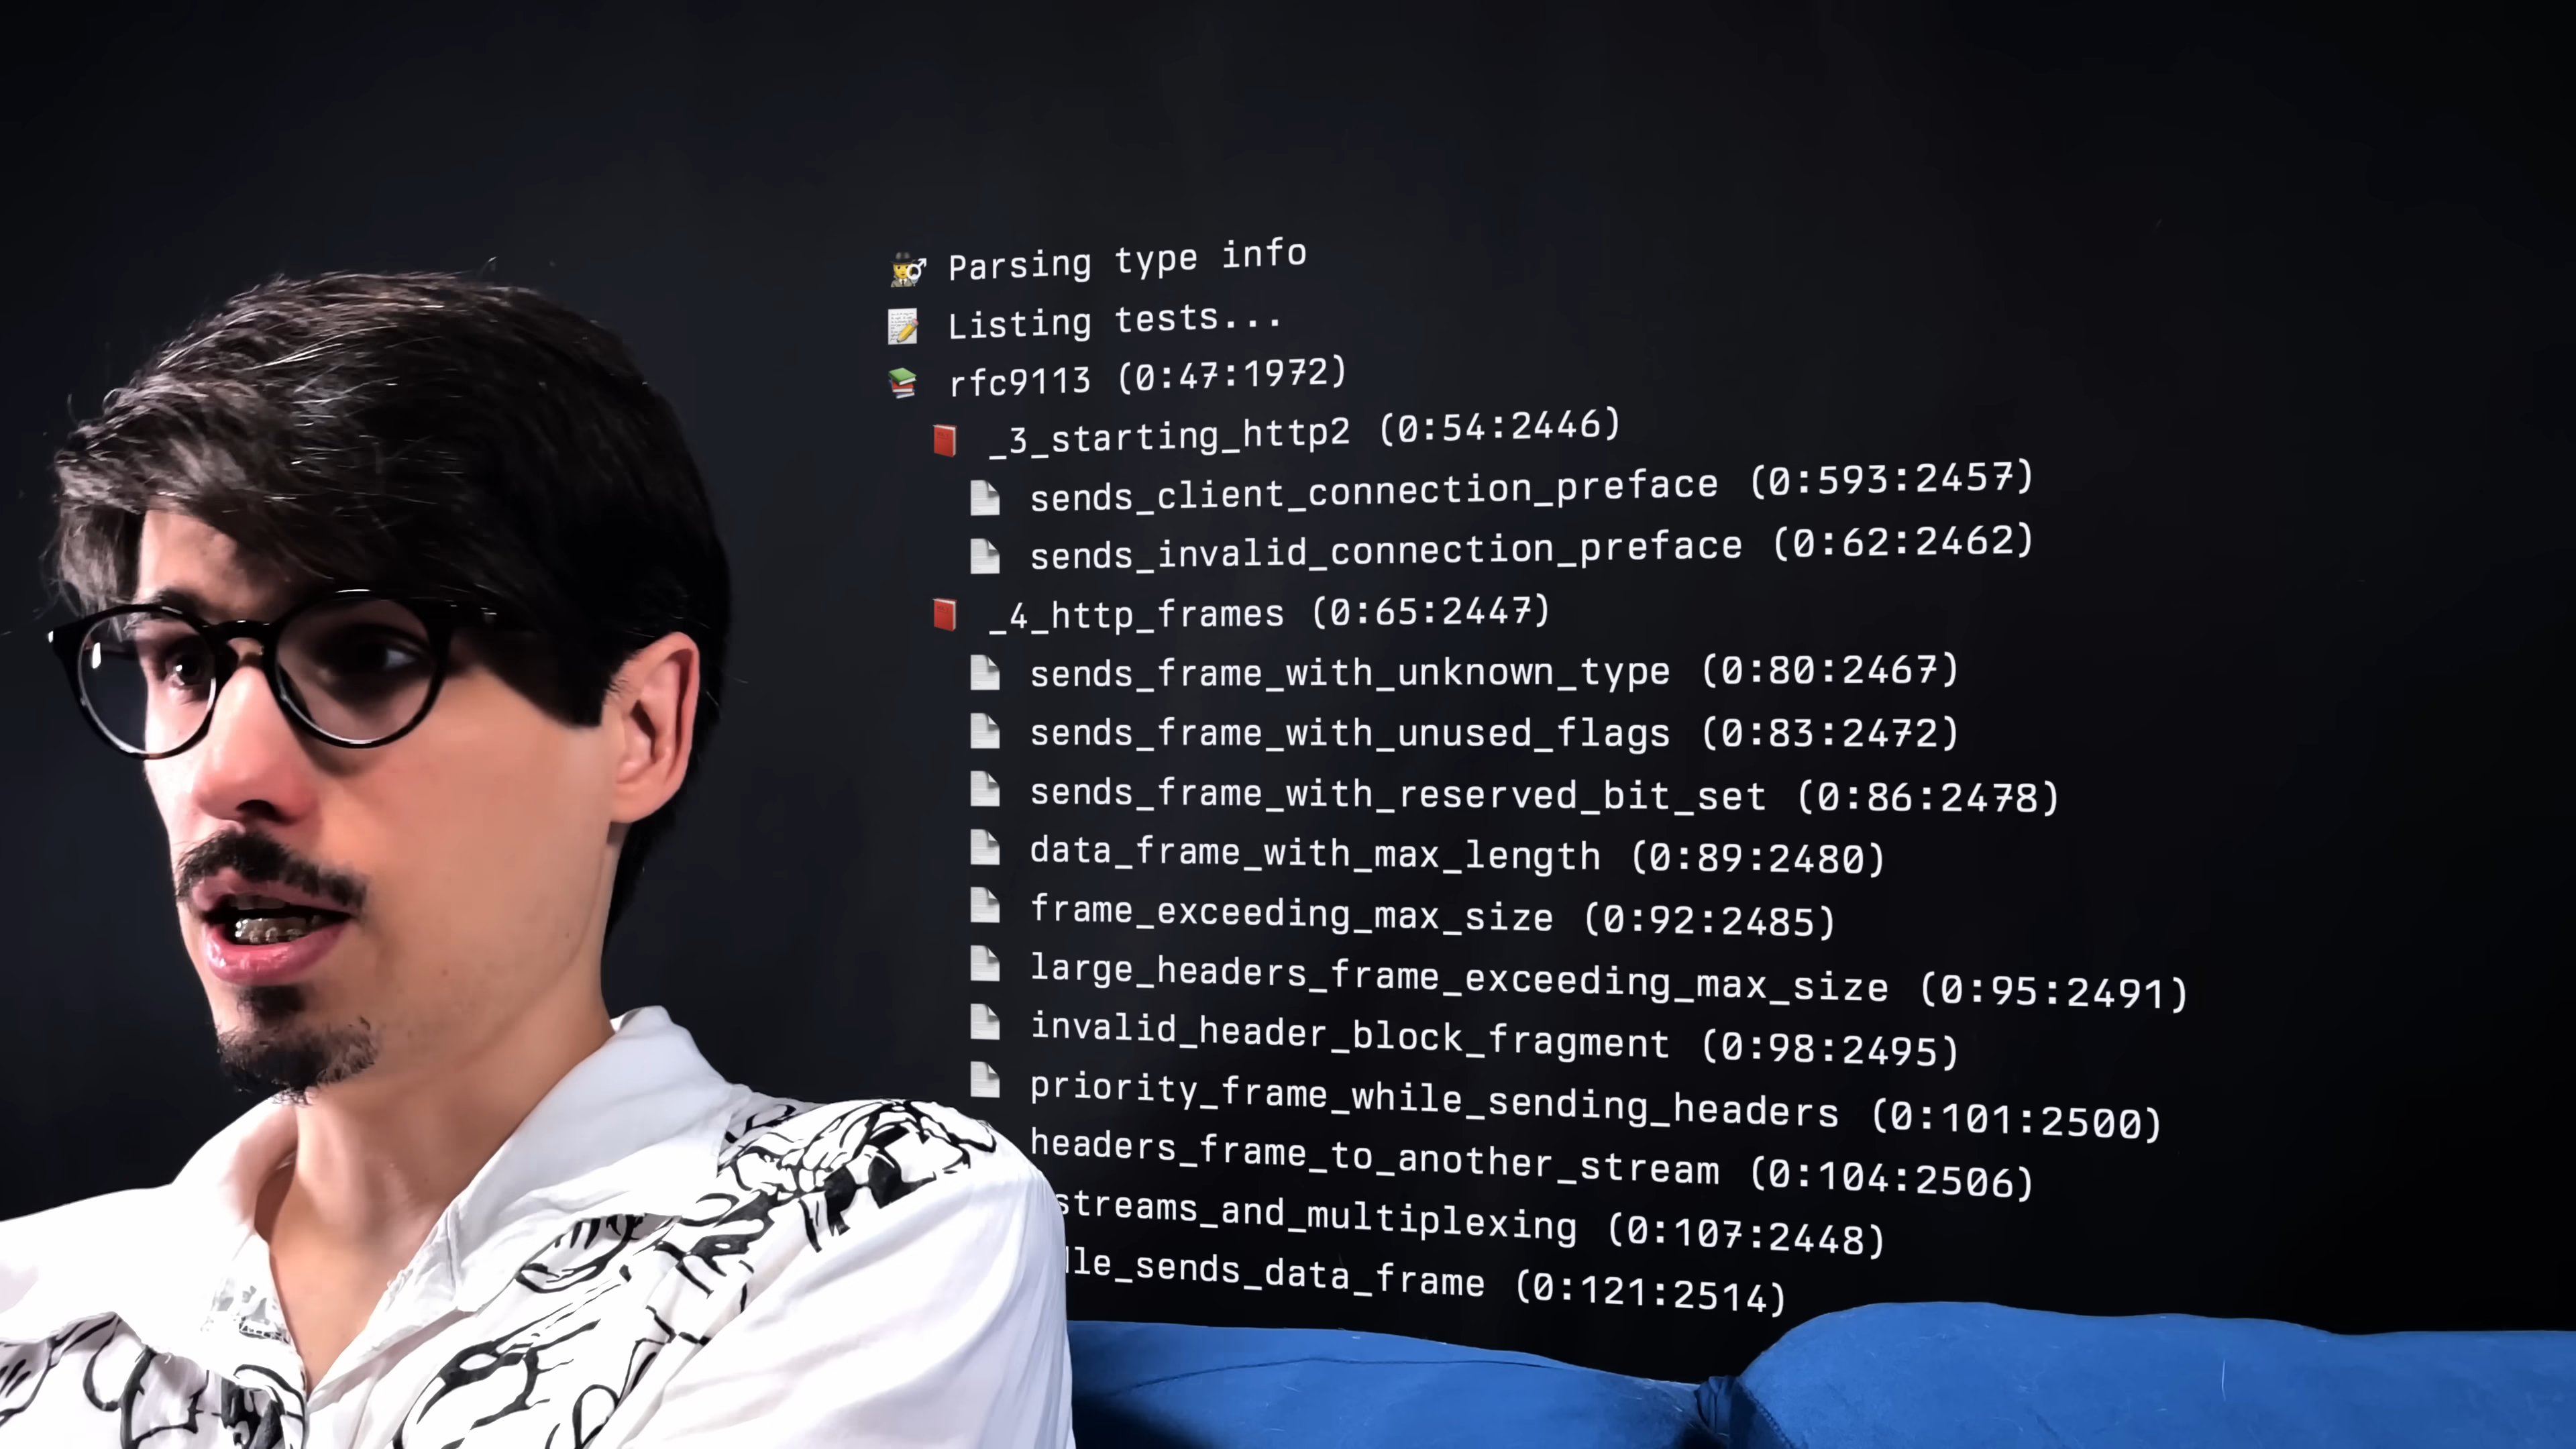 Parsing type info
Listing tests...
rfc9113 (0:47:1972)
_3_starting_http2 (0:54:2446)
sends_client_connection_preface (0:593:2457)
sends_invalid_connection_preface (0:62:2462)
_4_http_frames (0:65:2447)
sends_frame_with_unknown_type (0:80:2467)
sends_frame_with_unused_flags (0:83:2472)
sends_frame_with_reserved_bit_set (0:86:2478)
data_frame_with_max_length (0:89:2480)
frame_exceeding_max_size (0:92:2485)
large_headers_frame_exceeding_max_size (0:95:2491)
invalid_header_block_fragment (0:98:2495)
priority_frame_while_sending_headers (0:101:2500)
headers_frame_to_another_stream (0:104:2506)
streams_and_multiplexing (0:107:2448)
le_sends_data_frame (0:121:2514)